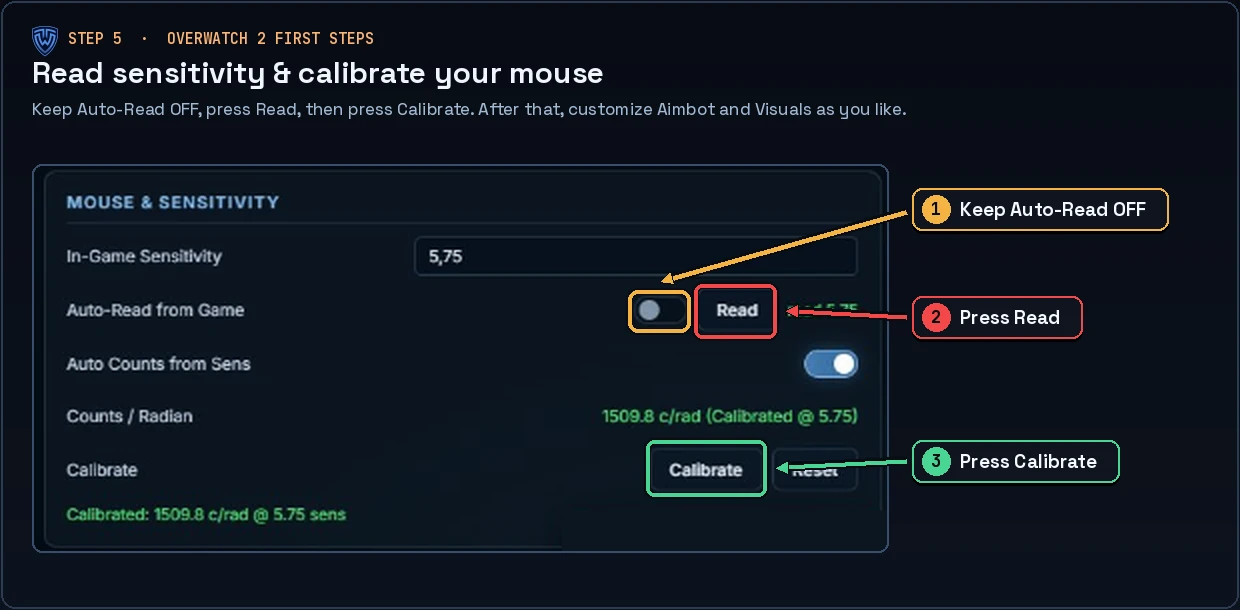 STEP 5 · OVERWATCH 2 FIRST STEPS
Read sensitivity & calibrate your mouse
Keep Auto-Read OFF, press Read, then press Calibrate. After that, customize Aimbot and Visuals as you like.
MOUSE & SENSITIVITY
1 Keep Auto-Read OFF
In-Game Sensitivity 5,75
Auto-Read from Game Read 5.75
2 Press Read
Auto Counts from Sens
Counts / Radian 1509.8 c/rad (Calibrated @ 5.75)
3 Press Calibrate
Calibrate Calibrate Reset
Calibrated: 1509.8 c/rad @ 5.75 sens